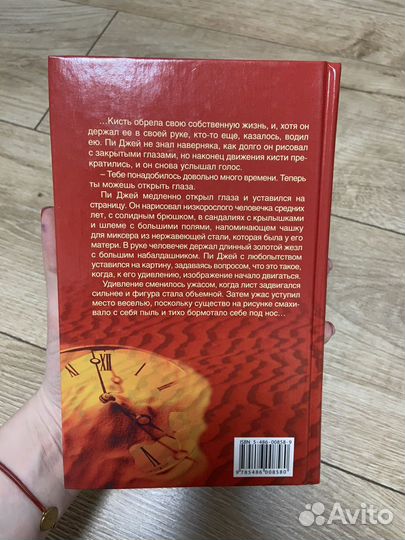 ...Кисть обрела свою собственную жизнь, и, хотя он
держал ее в своей руке, кто-то еще, казалось, водил
ею. Пи Джей не знал наверняка, как долго он рисовал
с закрытыми глазами, но наконец движения кисти пре-
кратились, и он снова услышал голос.
– Тебе понадобилось довольно много времени. Теперь
ты можешь открыть глаза.
Пи Джей медленно открыл глаза и уставился на
страницу. Он нарисовал низкорослого человечка средних
лет, с солидным брюшком, в сандалиях с крылышками
и шлеме с большими полями, напоминающем чашку
для миксера из нержавеющей стали, которая была у его
матери. В руке человечек держал длинный золотой жезл
с большим набалдашником. Пи Джей с любопытством
уставился на картину, задаваясь вопросом, что это такое,
когда, к его удивлению, изображение начало двигаться.
Удивление сменилось ужасом, когда лист задвигался
сильнее и фигура стала объемной. Затем ужас уступил
место веселью, поскольку существо на рисунке смахи-
вало с себя пыль и тихо бормотало себе под нос...
XII
ISBN 5-486-00858-9
9 785486 008580
Avito